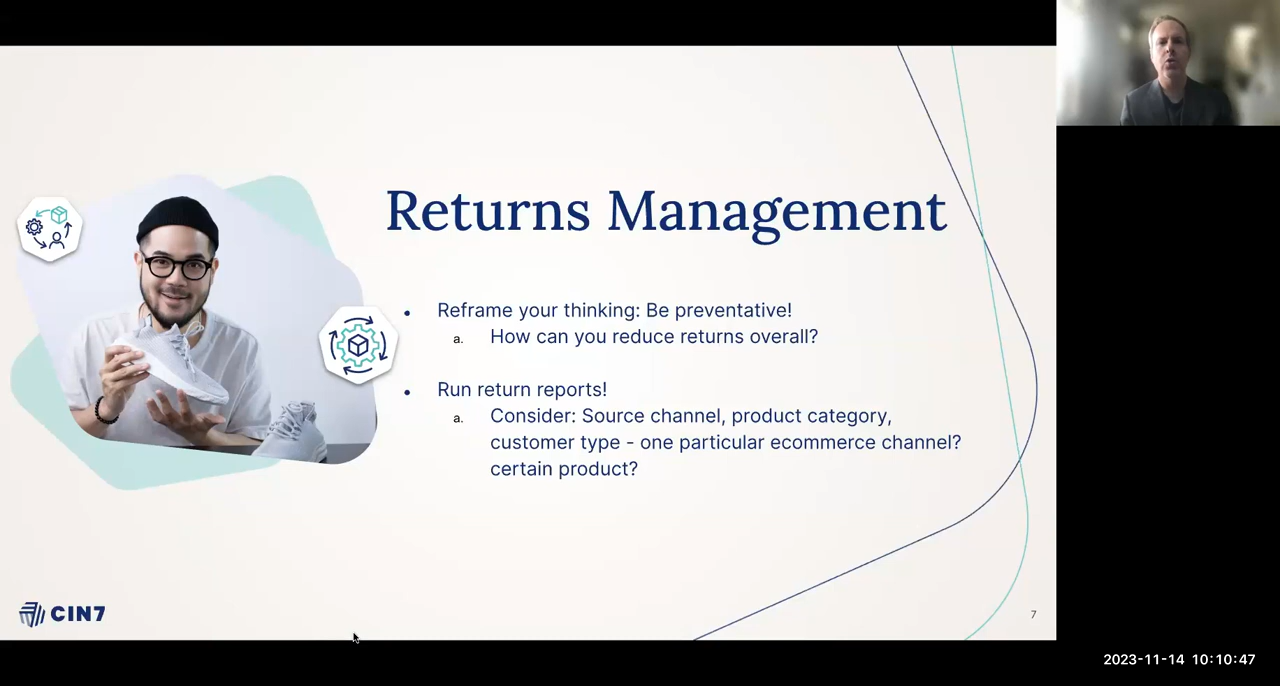 Returns Management
• Reframe your thinking: Be preventative!
a. How can you reduce returns overall?
• Run return reports!
a. Consider: Source channel, product category,
customer type - one particular ecommerce channel?
certain product?
CIN7
7
2023-11-14 10:10:47